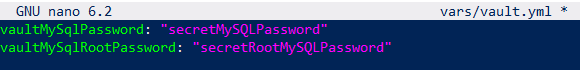 GNU nano 6.2 vars/vault.yml *
vaultMySqlPassword: "secretMySQLPassword"
vaultMySqlRootPassword: "secretRootMySQLPassword"